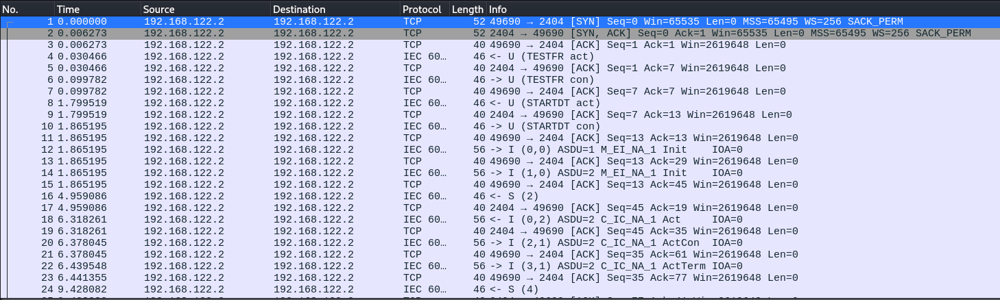 No. Time Source Destination Protocol Length Info
1 0.000000 192.168.122.2 192.168.122.2 TCP 52 49690 → 2404 [SYN] Seq=0 Win=65535 Len=0 MSS=65495 WS=256 SACK_PERM
2 0.006273 192.168.122.2 192.168.122.2 TCP 52 2404 → 49690 [SYN, ACK] Seq=0 Ack=1 Win=65535 Len=0 MSS=65495 WS=256 SACK_PERM
3 0.006273 192.168.122.2 192.168.122.2 TCP 40 49690 → 2404 [ACK] Seq=1 Ack=1 Win=2619648 Len=0
4 0.030466 192.168.122.2 192.168.122.2 IEC 60… 46 <- U (TESTFR act)
5 0.030466 192.168.122.2 192.168.122.2 TCP 40 2404 → 49690 [ACK] Seq=1 Ack=7 Win=2619648 Len=0
6 0.099782 192.168.122.2 192.168.122.2 IEC 60… 46 -> U (TESTFR con)
7 0.099782 192.168.122.2 192.168.122.2 TCP 40 49690 → 2404 [ACK] Seq=7 Ack=7 Win=2619648 Len=0
8 1.799519 192.168.122.2 192.168.122.2 IEC 60… 46 <- U (STARTDT act)
9 1.799519 192.168.122.2 192.168.122.2 TCP 40 2404 → 49690 [ACK] Seq=7 Ack=13 Win=2619648 Len=0
10 1.865195 192.168.122.2 192.168.122.2 IEC 60… 46 -> U (STARTDT con)
11 1.865195 192.168.122.2 192.168.122.2 TCP 40 49690 → 2404 [ACK] Seq=13 Ack=13 Win=2619648 Len=0
12 1.865195 192.168.122.2 192.168.122.2 IEC 60… 56 -> I (0,0) ASDU=1 M_EI_NA_1 Init IOA=0
13 1.865195 192.168.122.2 192.168.122.2 TCP 40 49690 → 2404 [ACK] Seq=13 Ack=29 Win=2619648 Len=0
14 1.865195 192.168.122.2 192.168.122.2 IEC 60… 56 -> I (1,0) ASDU=2 M_EI_NA_1 Init IOA=0
15 1.865195 192.168.122.2 192.168.122.2 TCP 40 49690 → 2404 [ACK] Seq=13 Ack=45 Win=2619648 Len=0
16 4.959086 192.168.122.2 192.168.122.2 IEC 60… 46 <- S (2)
17 4.959086 192.168.122.2 192.168.122.2 TCP 40 2404 → 49690 [ACK] Seq=45 Ack=19 Win=2619648 Len=0
18 6.318261 192.168.122.2 192.168.122.2 IEC 60… 56 <- I (0,2) ASDU=2 C_IC_NA_1 Act IOA=0
19 6.318261 192.168.122.2 192.168.122.2 TCP 40 2404 → 49690 [ACK] Seq=45 Ack=35 Win=2619648 Len=0
20 6.378045 192.168.122.2 192.168.122.2 IEC 60… 56 -> I (2,1) ASDU=2 C_IC_NA_1 ActCon IOA=0
21 6.378045 192.168.122.2 192.168.122.2 TCP 40 49690 → 2404 [ACK] Seq=35 Ack=61 Win=2619648 Len=0
22 6.439548 192.168.122.2 192.168.122.2 IEC 60… 56 -> I (3,1) ASDU=2 C_IC_NA_1 ActTerm IOA=0
23 6.441355 192.168.122.2 192.168.122.2 TCP 40 49690 → 2404 [ACK] Seq=35 Ack=77 Win=2619648 Len=0
24 9.428082 192.168.122.2 192.168.122.2 IEC 60… 46 <- S (4)